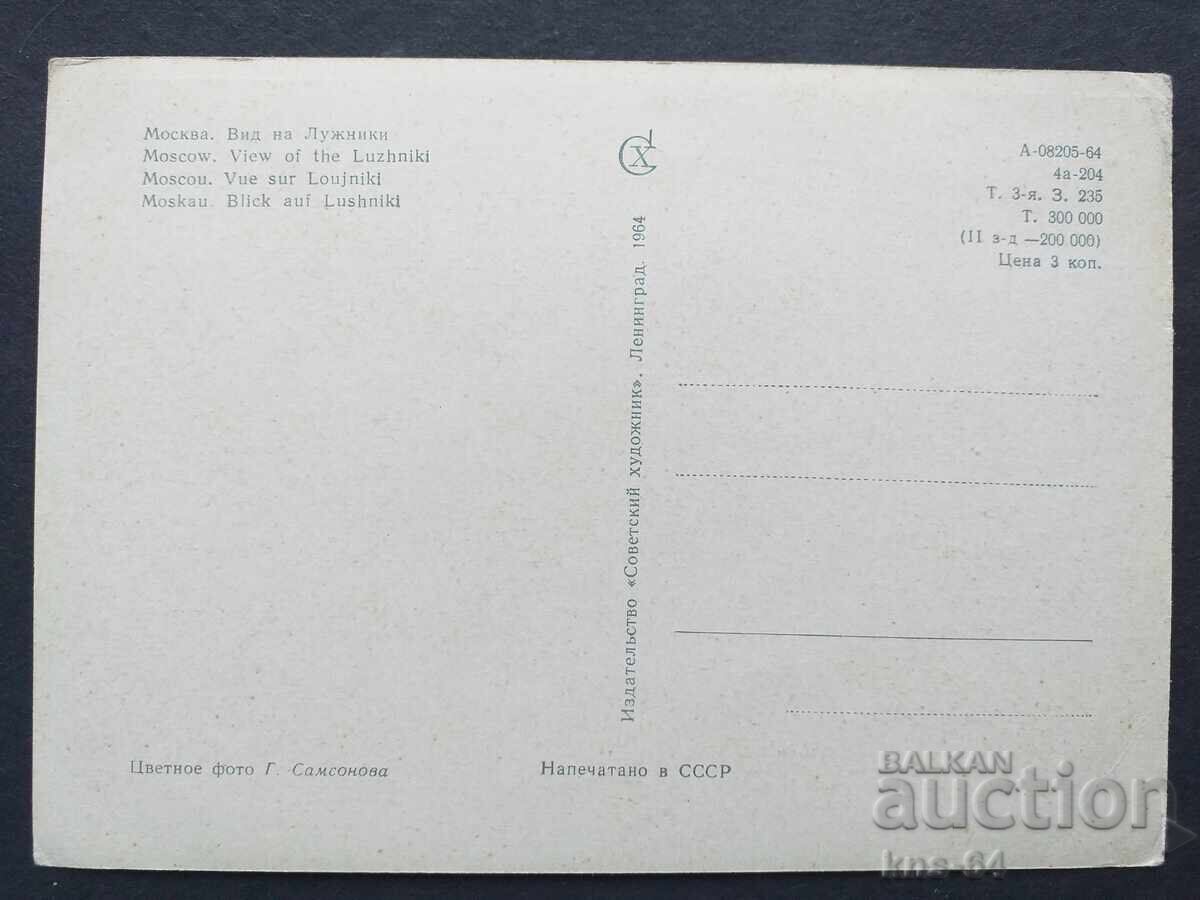 Москва. Вид на Лужники
Moscow. View of the Luzhniki
Moscou. Vue sur Loujniki
Moskau. Blick auf Lushniki
СХ
А-08205-64
4а-204
Т. 3-я. З. 235
Т. 300 000
(II з-д —200 000)
Цена 3 коп.
Издательство «Советский художник». Ленинград. 1964
Цветное фото Г. Самсонова
Напечатано в СССР
BALKAN
auction
kns-64